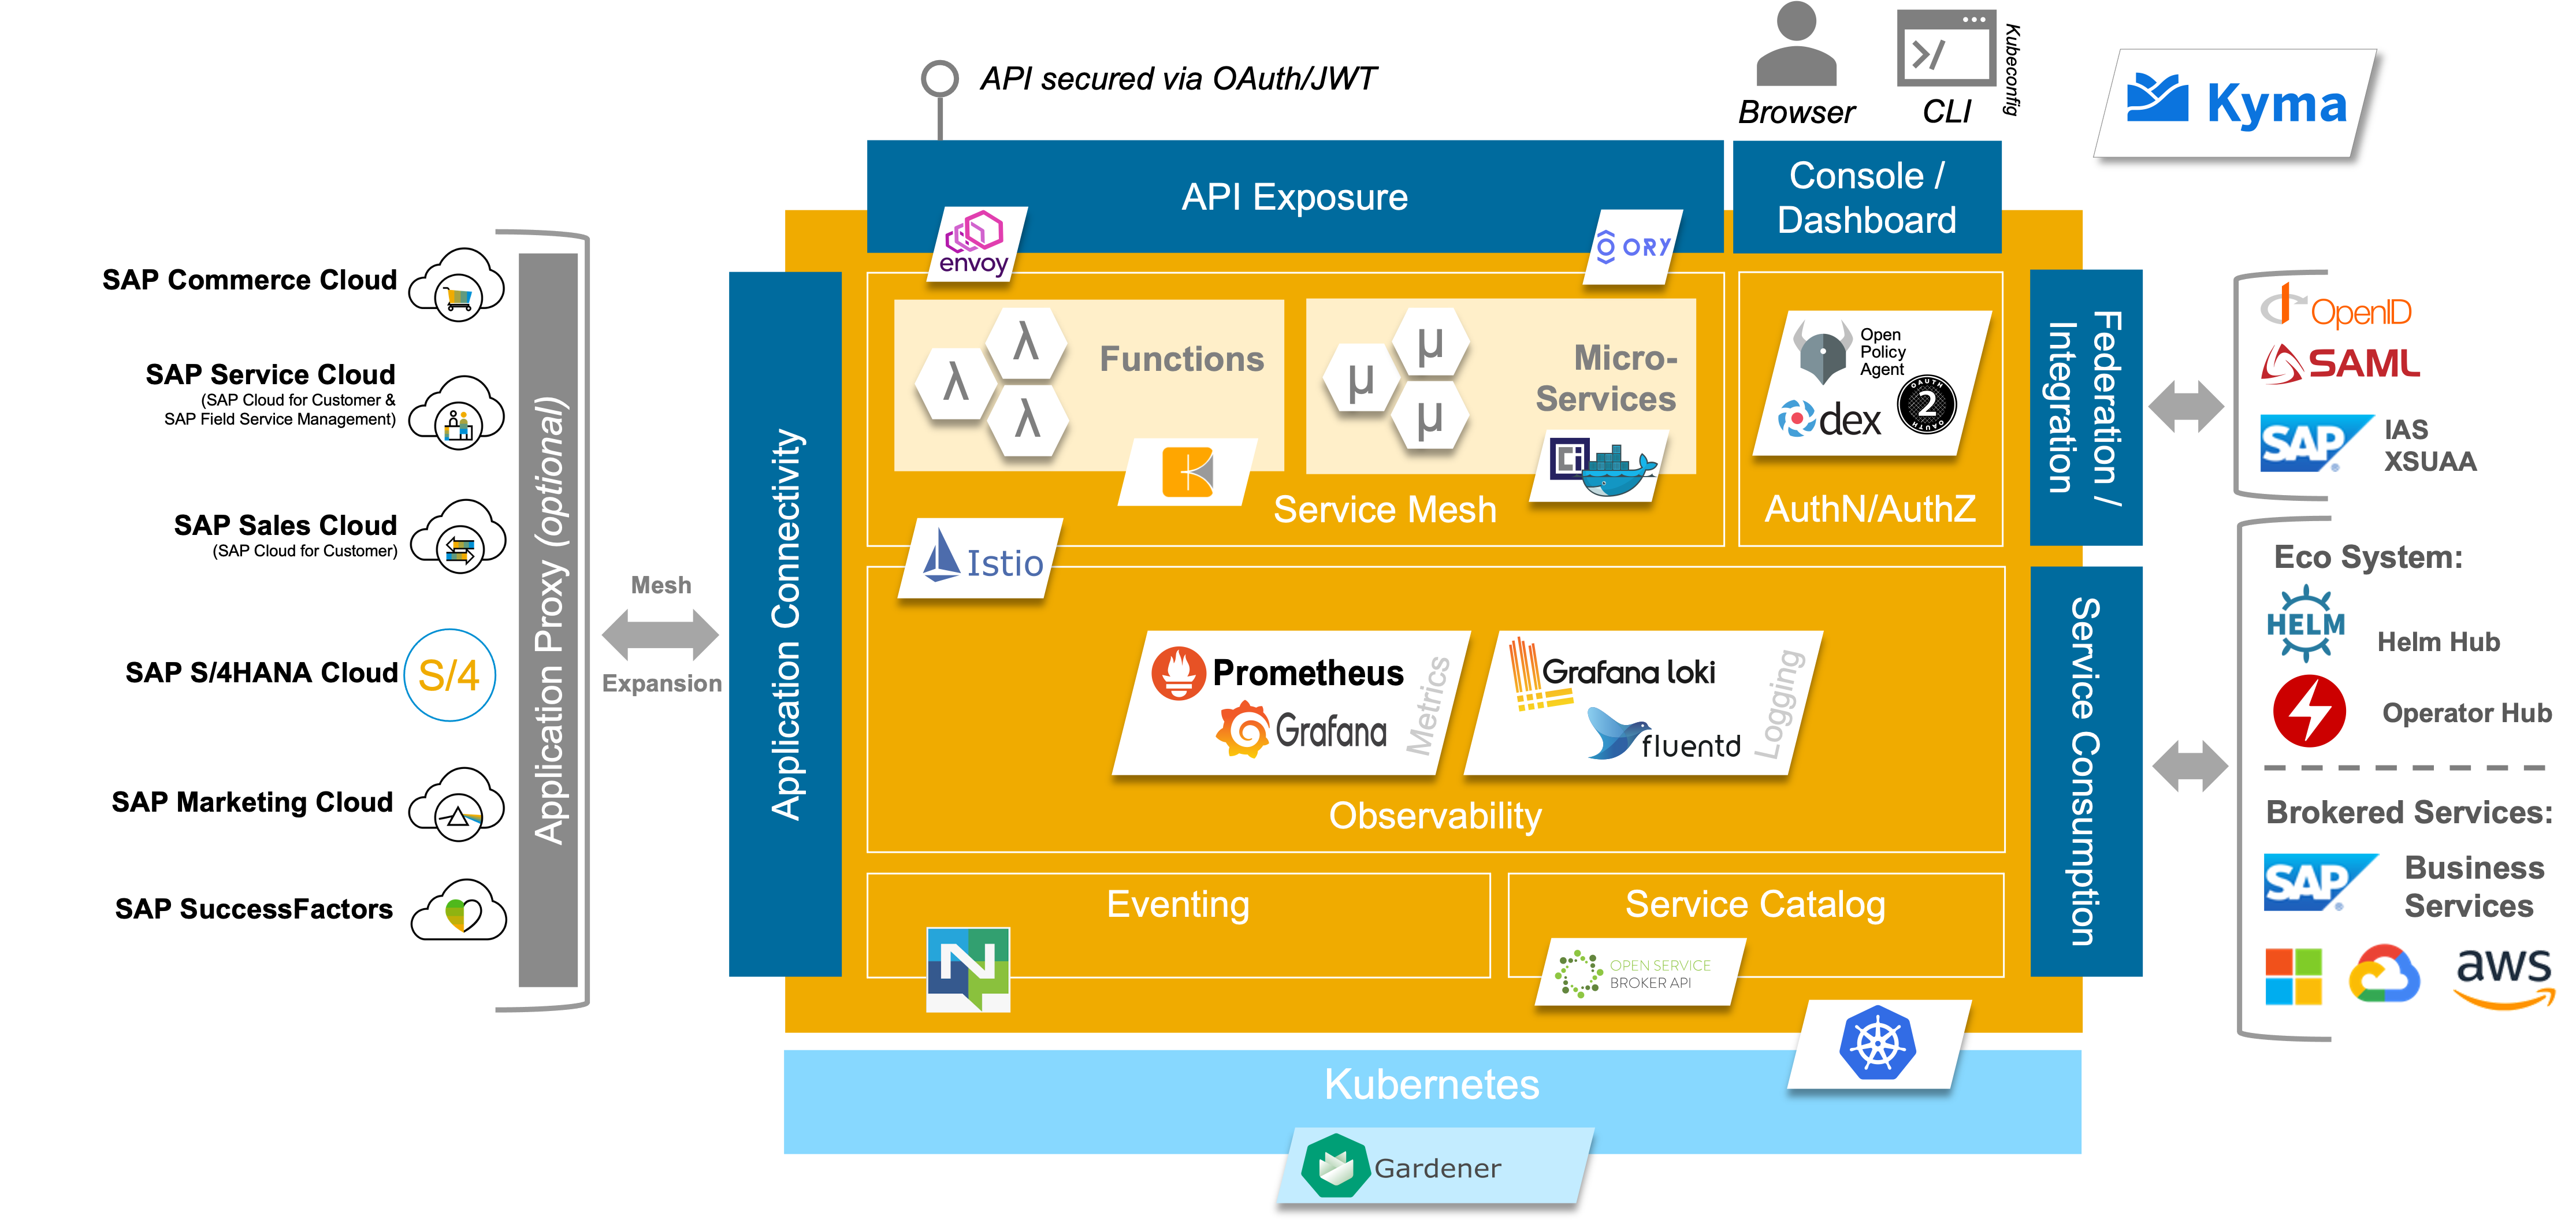 API secured via OAuth/JWT
Browser
CLI
Kubeconfig
Kyma
API Exposure
Console /
Dashboard
envoy
ORY
SAP Commerce Cloud
SAP Service Cloud
(SAP Cloud for Customer &
SAP Field Service Management)
SAP Sales Cloud
(SAP Cloud for Customer)
SAP S/4HANA Cloud
S/4
SAP Marketing Cloud
SAP SuccessFactors
Application Proxy (optional)
Mesh
Expansion
Application Connectivity
λ
λ
λ
Functions
μ
μ
μ
Micro-
Services
Ci
Service Mesh
Istio
Open
Policy
Agent
dex
OAUTH
2
OAUTH
AuthN/AuthZ
Prometheus
Grafana
Metrics
Grafana loki
fluentd
Logging
Observability
Eventing
N
Service Catalog
OPEN SERVICE
BROKER API
Kubernetes
Gardener
Federation /
Integration
Service Consumption
OpenID
SAML
SAP
IAS
XSUAA
Eco System:
HELM
Helm Hub
Operator Hub
Brokered Services:
SAP
Business
Services
aws